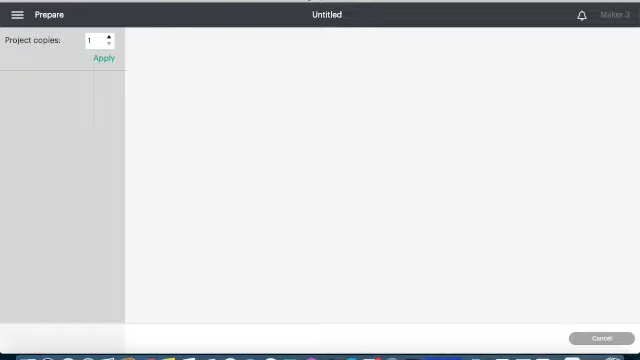 Prepare
Untitled
Maker 3
Project copies:
1
Apply
Cancel